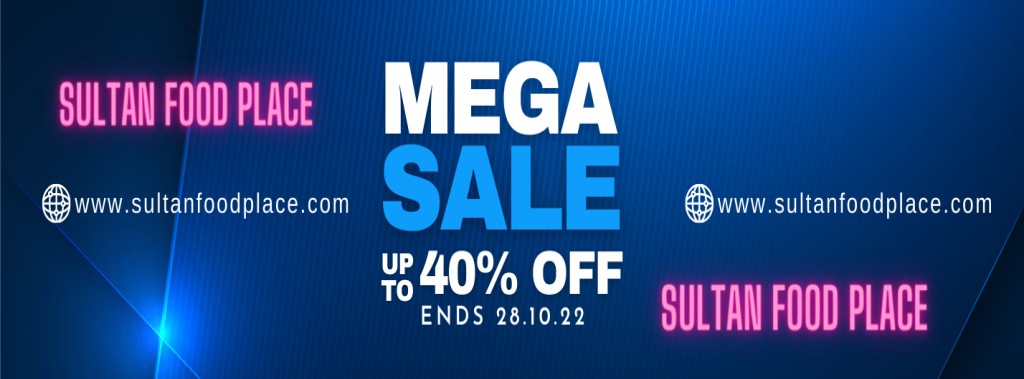 SULTAN FOOD PLACE
www.sultanfoodplace.com
MEGA
SALE
UP TO 40% OFF
ENDS 28.10.22
www.sultanfoodplace.com
SULTAN FOOD PLACE